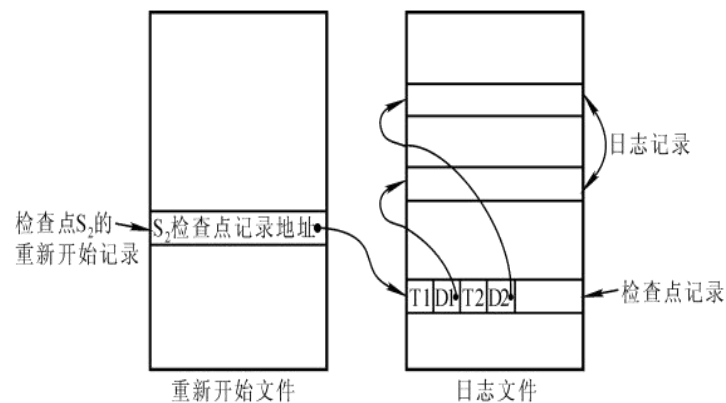 日志记录
检查点S₂的
重新开始记录
S₂检查点记录地址
T1 D1 T2 D2
检查点记录
重新开始文件
日志文件